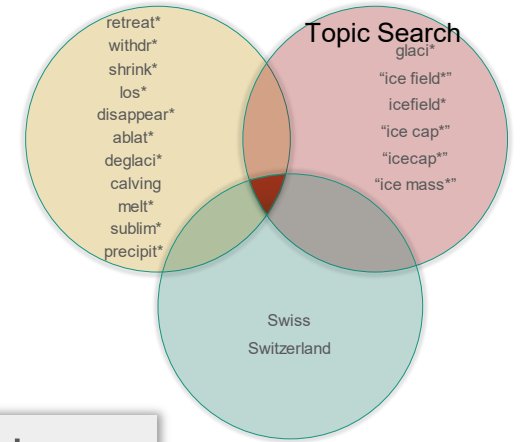 Topic Search
retreat*
withdr*
shrink*
los*
disappear*
ablat*
deglaci*
calving
melt*
sublim*
precipit*
glaci*
“ice field*”
icefield*
“ice cap*”
“icecap*”
“ice mass*”
Swiss
Switzerland